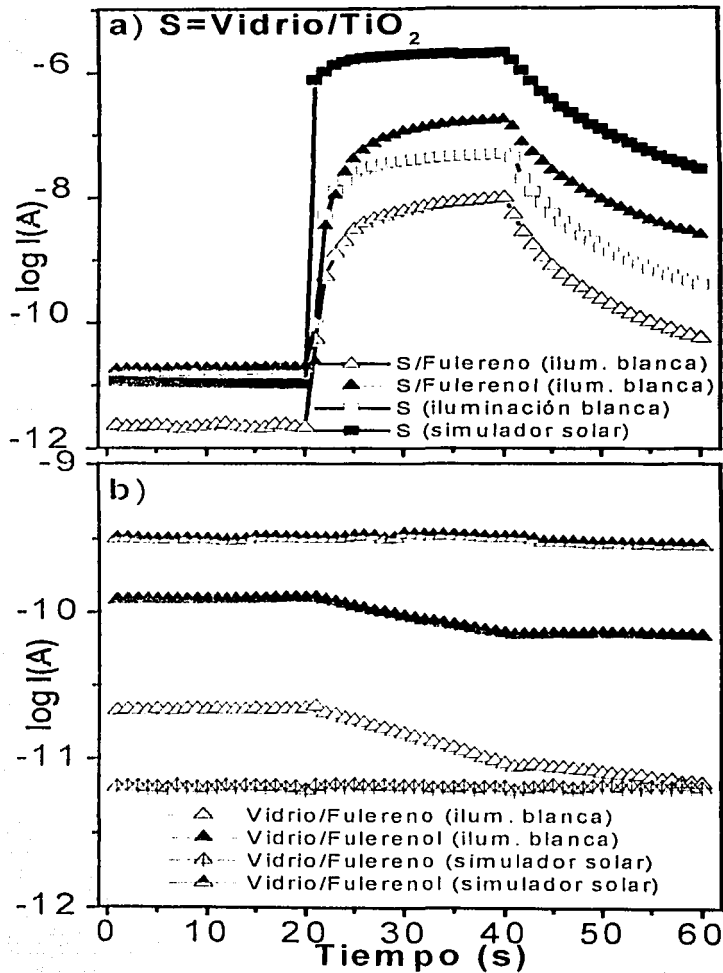 a) S=Vidrio/TiO2
-6
-8
-10
-12
log I(A)
S/Fulereno (ilum. blanca)
S/Fulerenol (ilum. blanca)
S (iluminación blanca)
S (simulador solar)
b)
-9
-10
-11
-12
log I(A)
Vidrio/Fulereno (ilum. blanca)
Vidrio/Fulerenol (ilum. blanca)
Vidrio/Fulereno (simulador solar)
Vidrio/Fulerenol (simulador solar)
0 10 20 30 40 50 60
Tiempo (s)